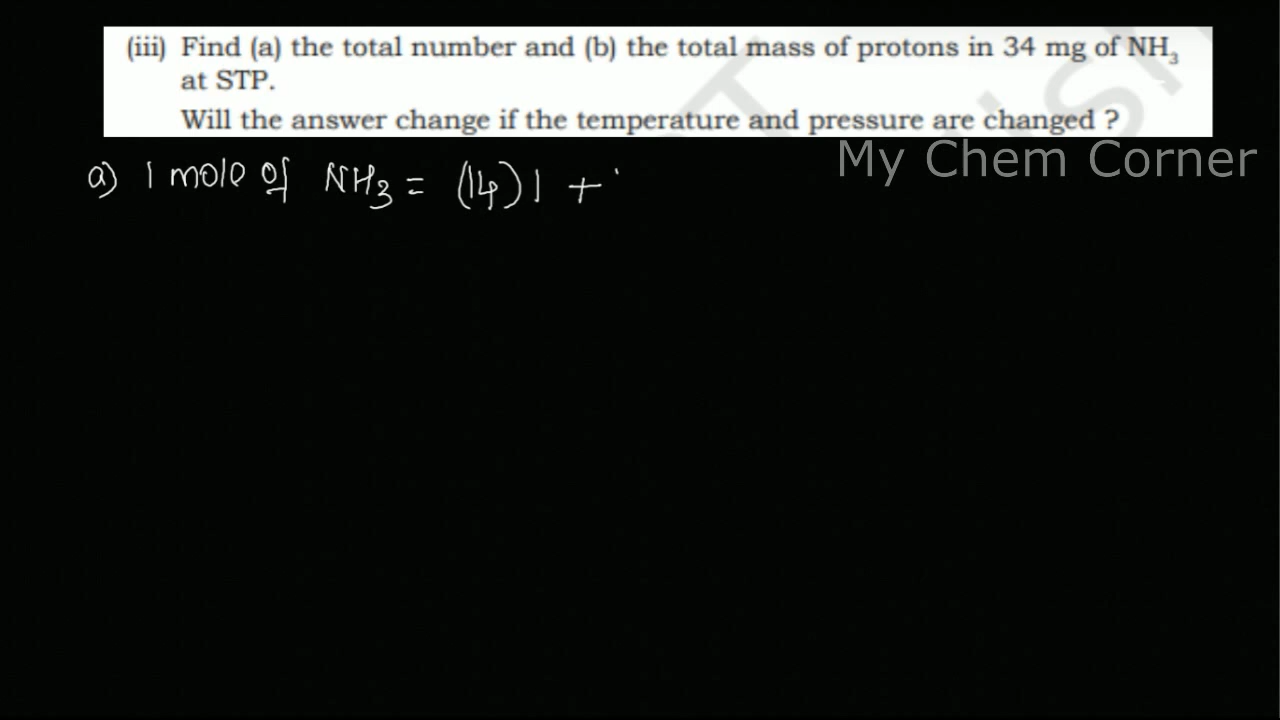 (iii) Find (a) the total number and (b) the total mass of protons in 34 mg of NH₃
at STP.
Will the answer change if the temperature and pressure are changed ?
My Chem Corner
a) 1 mole of NH₃ = (14)1 +